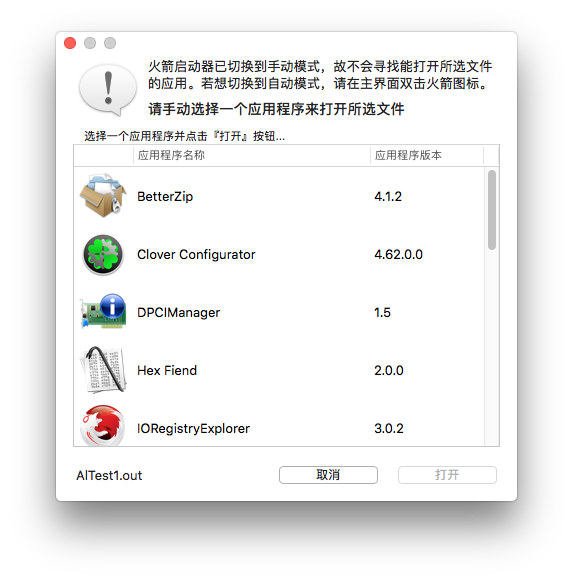 火箭启动器已切换到手动模式，故不会寻找能打开所选文件
的应用。若想切换到自动模式，请在主界面双击火箭图标。
请手动选择一个应用程序来打开所选文件
选择一个应用程序并点击『打开』按钮...
应用程序名称 应用程序版本
BetterZip 4.1.2
Clover Configurator 4.62.0.0
DPCIManager 1.5
Hex Fiend 2.0.0
IORegistryExplorer 3.0.2
AITest1.out 取消 打开